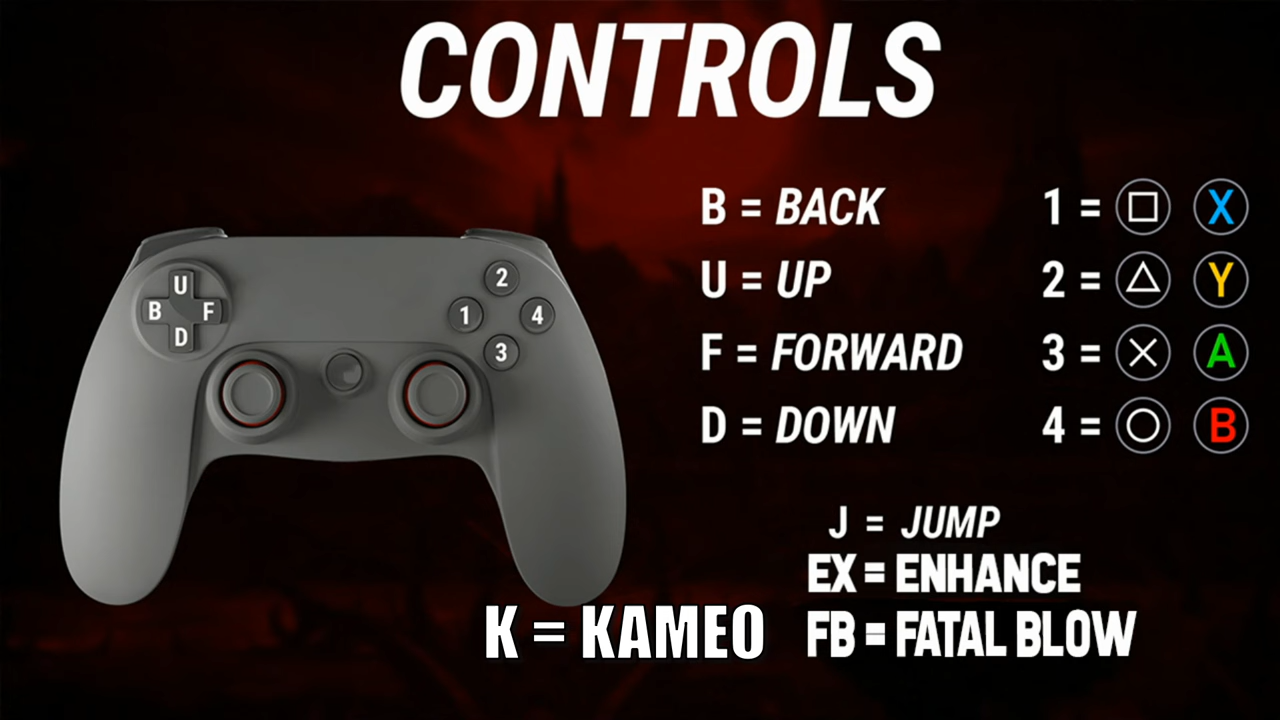 CONTROLS
B = BACK
1 = □ X
U = UP
2 = △ Y
F = FORWARD
3 = ✕ A
D = DOWN
4 = ○ B
U
B F
D
2
1 4
3
J = JUMP
EX = ENHANCE
K = KAMEO
FB = FATAL BLOW